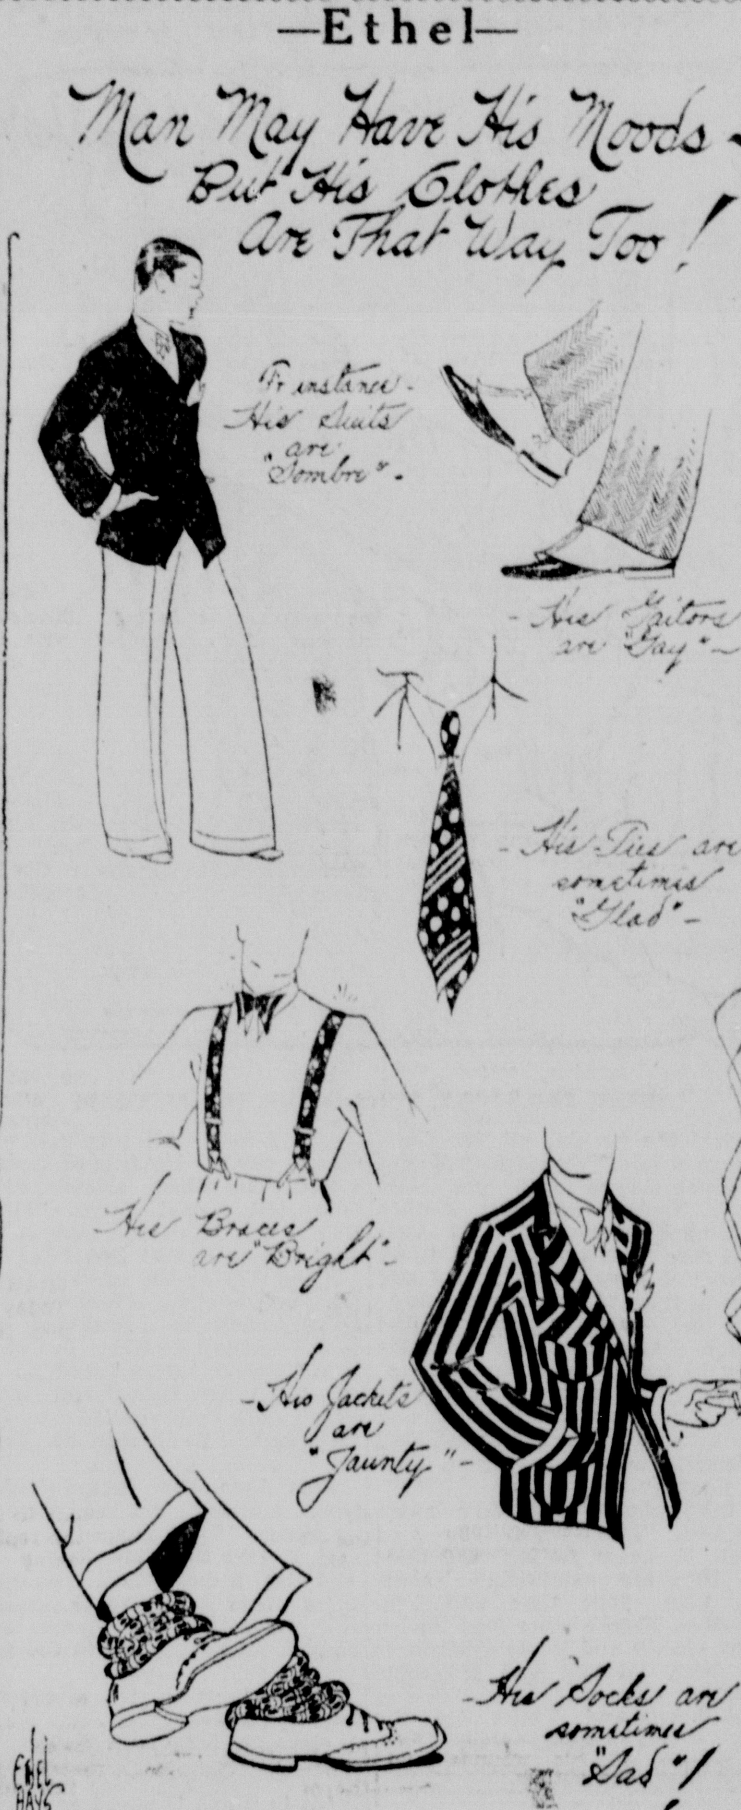 —Ethel—
Man May Have His Moods -
But His Clothes
Are That Way Too!
Fr instance -
His Suits
are
"Sombre" -
- His Gaitors
are "Gay" -
- His Ties are
sometimes
"Glad" -
His Braces
are "Bright" -
- His Jackets
are
"Jaunty" -
- His Socks are
sometimes
"Sad"!
ETHEL
HAYS